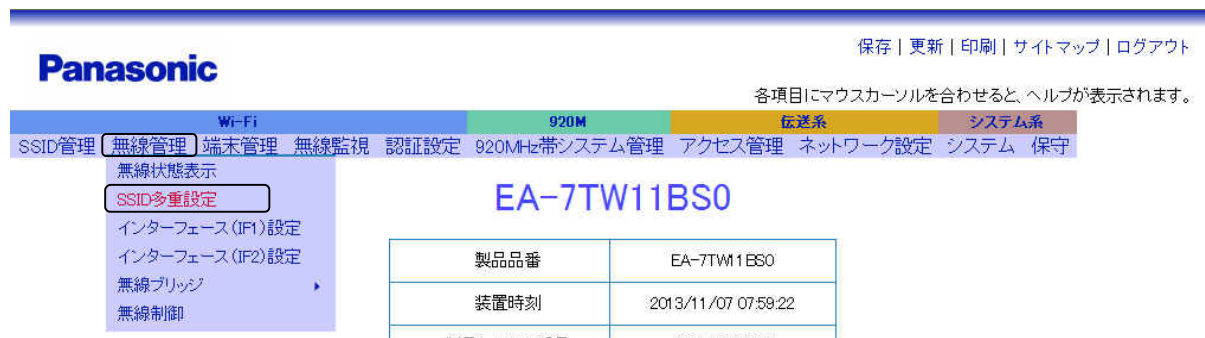 Panasonic
保存 | 更新 | 印刷 | サイトマップ | ログアウト
各項目にマウスカーソルを合わせると、ヘルプが表示されます。
Wi-Fi 920M 伝送系 システム系
SSID管理 無線管理 端末管理 無線監視 認証設定 920MHz帯システム管理 アクセス管理 ネットワーク設定 システム 保守
無線状態表示
SSID多重設定
インターフェース(IF1)設定
インターフェース(IF2)設定
無線ブリッジ
無線制御
EA-7TW11BS0
製品品番 EA-7TW11BS0
装置時刻 2013/11/07 07:59:22